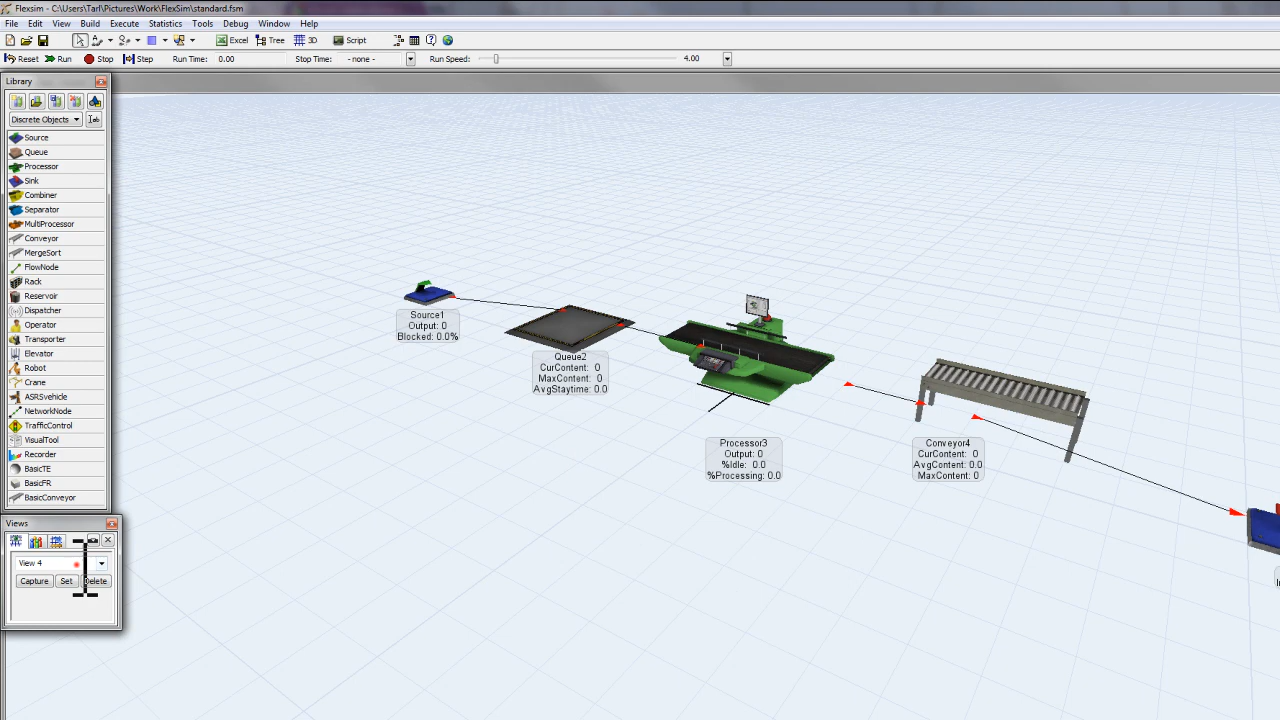 Flexsim - C:\Users\Tarl\Pictures\Work\FlexSim\standard.fsm
File Edit View Build Execute Statistics Tools Debug Window Help
Excel Tree 3D Script
Reset Run Stop Step Run Time: 0.00 Stop Time: - none - Run Speed: 4.00
Library
Discrete Objects
Source
Queue
Processor
Sink
Combiner
Separator
MultiProcessor
Conveyor
MergeSort
FlowNode
Rack
Reservoir
Dispatcher
Operator
Transporter
Elevator
Robot
Crane
ASRSvehicle
NetworkNode
TrafficControl
VisualTool
Recorder
BasicTE
BasicFR
BasicConveyor
Views
View 4
Capture Set Delete
Source1
Output: 0
Blocked: 0.0%
Queue2
CurContent: 0
MaxContent: 0
AvgStaytime: 0.0
Processor3
Output: 0
%Idle: 0.0
%Processing: 0.0
Conveyor4
CurContent: 0
AvgContent: 0.0
MaxContent: 0